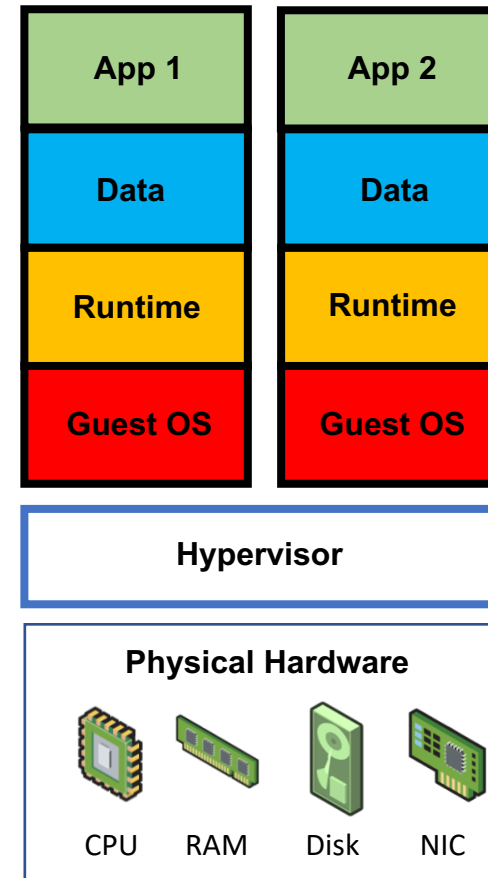 App 1
App 2
Data
Data
Runtime
Runtime
Guest OS
Guest OS
Hypervisor
Physical Hardware
CPU
RAM
Disk
NIC